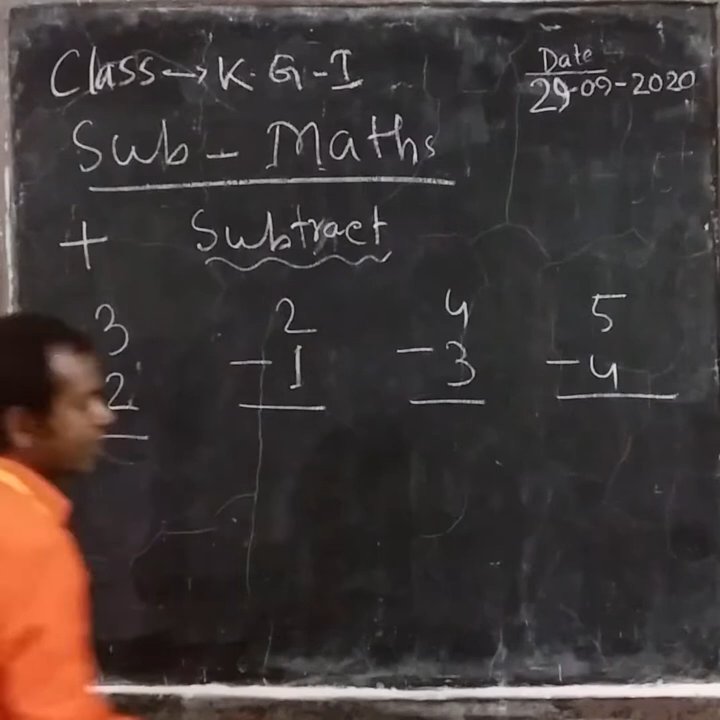 Class → K.G-I
Date
29-09-2020
Sub - Maths
+ Subtract
3 2 4 5
2 -1 -3 -4